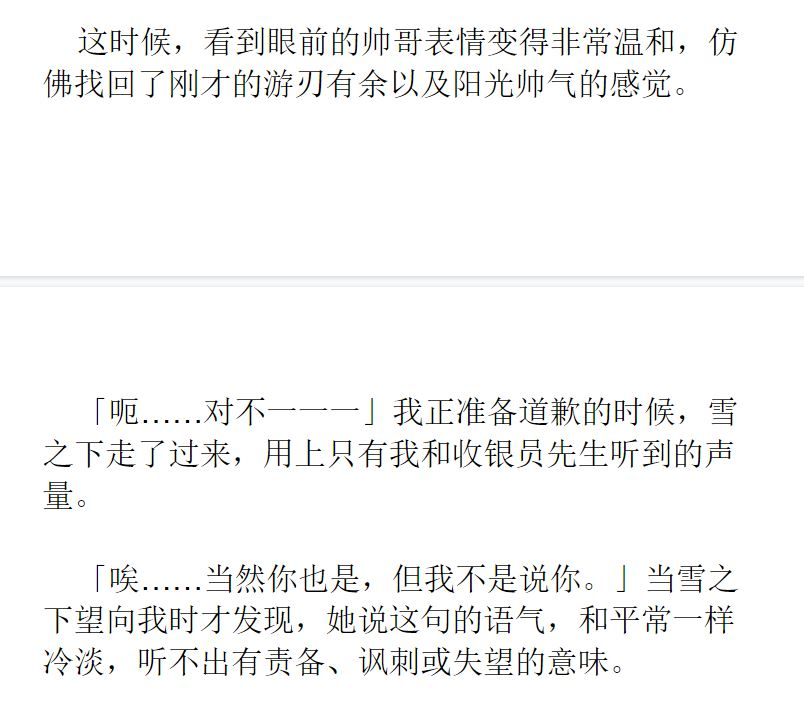 这时候，看到眼前的帅哥表情变得非常温和，仿
佛找回了刚才的游刃有余以及阳光帅气的感觉。
「呃......对不一一一」我正准备道歉的时候，雪
之下走了过来，用上只有我和收银员先生听到的声
量。
「唉......当然你也是，但我不是说你。」当雪之
下望向我时才发现，她说这句的语气，和平常一样
冷淡，听不出有责备、讽刺或失望的意味。